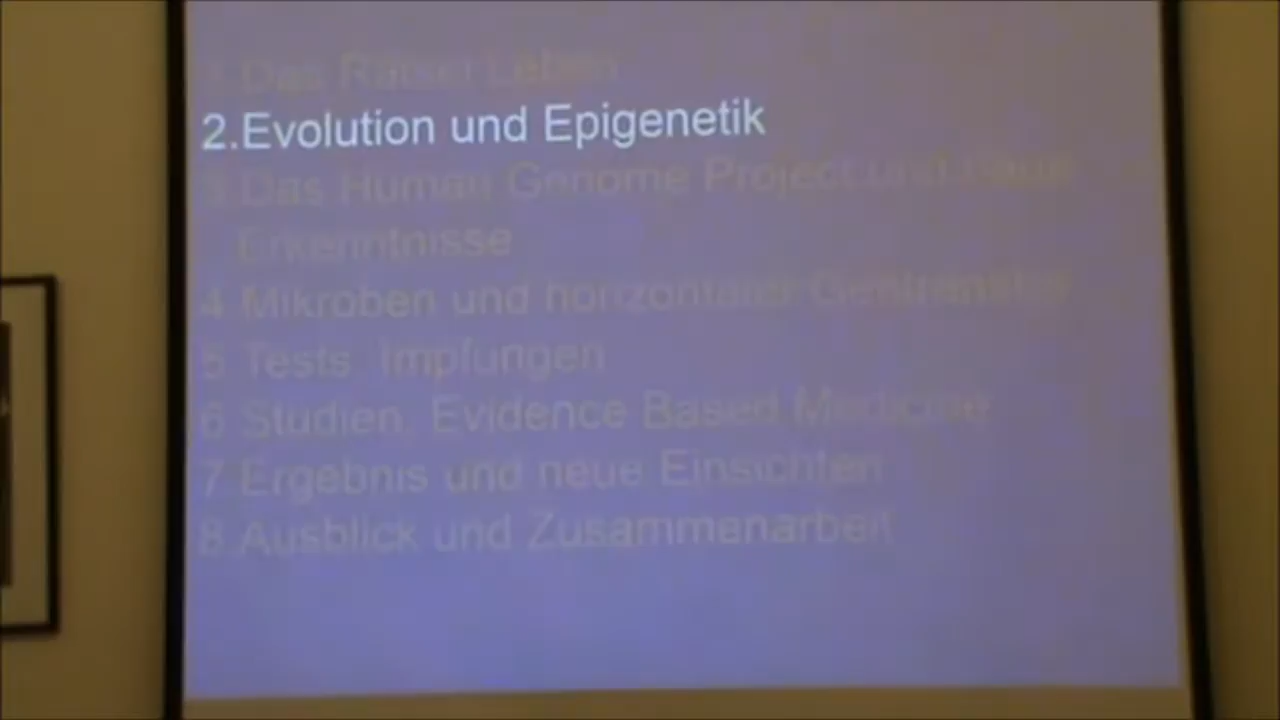 1.Das Rätsel Leben
2.Evolution und Epigenetik
3.Das Human Genome Project und neue
Erkenntnisse
4.Mikroben und horizontaler Gentransfer
5.Tests, Impfungen
6.Studien, Evidence Based Medicine
7.Ergebnis und neue Einsichten
8.Ausblick und Zusammenarbeit